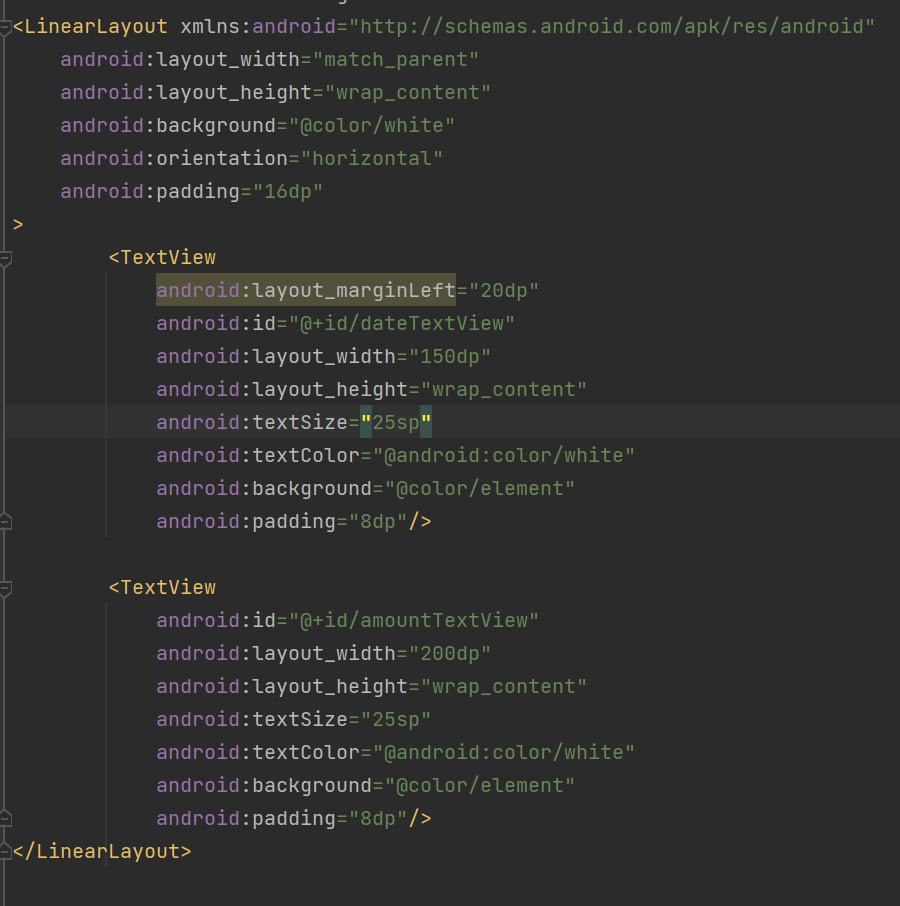 <LinearLayout xmlns:android="http://schemas.android.com/apk/res/android"
    android:layout_width="match_parent"
    android:layout_height="wrap_content"
    android:background="@color/white"
    android:orientation="horizontal"
    android:padding="16dp"
>
        <TextView
            android:layout_marginLeft="20dp"
            android:id="@+id/dateTextView"
            android:layout_width="150dp"
            android:layout_height="wrap_content"
            android:textSize="25sp"
            android:textColor="@android:color/white"
            android:background="@color/element"
            android:padding="8dp"/>

        <TextView
            android:id="@+id/amountTextView"
            android:layout_width="200dp"
            android:layout_height="wrap_content"
            android:textSize="25sp"
            android:textColor="@android:color/white"
            android:background="@color/element"
            android:padding="8dp"/>
</LinearLayout>